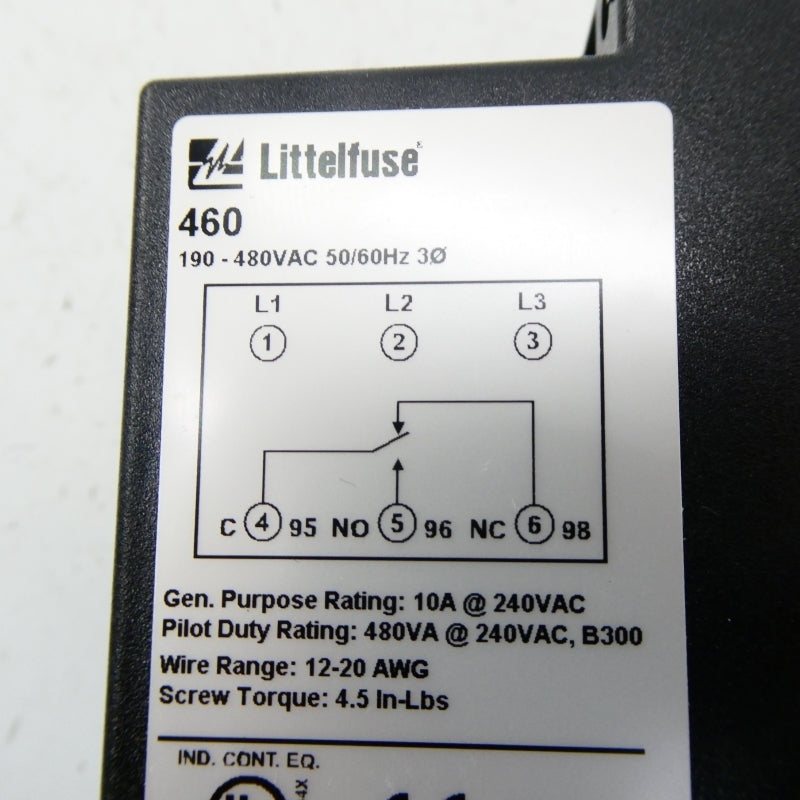 Littelfuse®
460
190 - 480VAC 50/60Hz 3Ø
L1 L2 L3
1 2 3
C 4 95 NO 5 96 NC 6 98
Gen. Purpose Rating: 10A @ 240VAC
Pilot Duty Rating: 480VA @ 240VAC, B300
Wire Range: 12-20 AWG
Screw Torque: 4.5 In-Lbs
IND. CONT. EQ.
4X